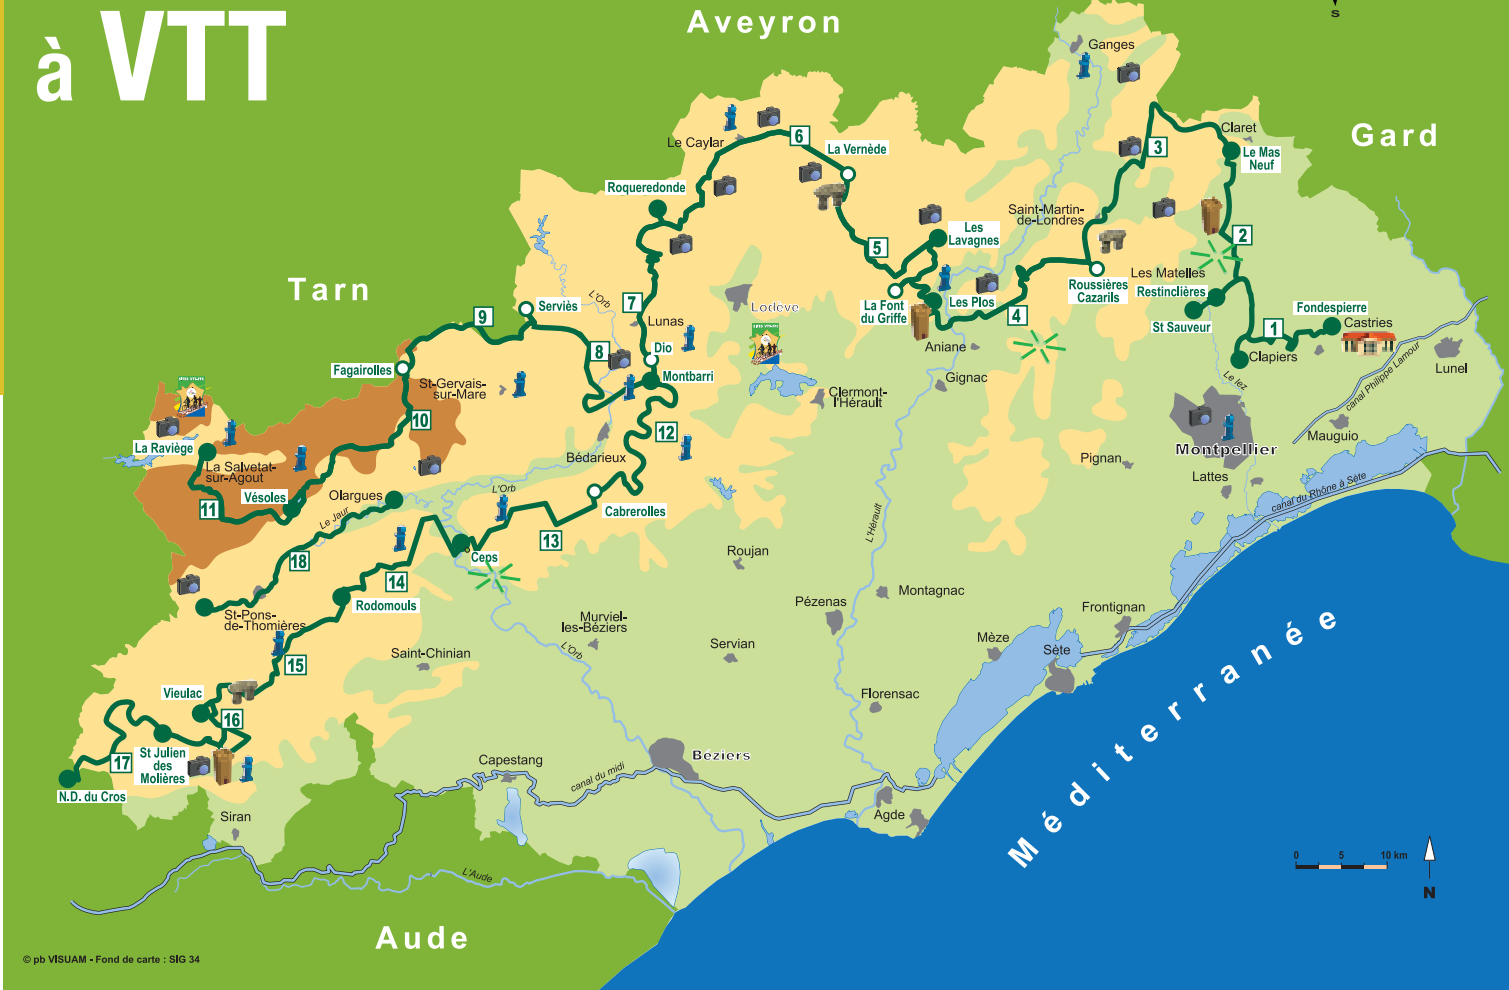 à VTT
Aveyron
S
Ganges
Gard
Claret
Le Mas
Neuf
3
6
Le Caylar
La Vernède
Roqueredonde
Saint-Martin-
de-Londres
Les
Lavagnes
5
2
Tarn
Les Matelles
Roussières
Cazarils
Restinclières
La Font
du Griffe
Les Plos
4
St Sauveur
1
Fondespierre
Castries
Clapiers
Aniane
Gignac
L'Orb
7
Lodève
Lunas
Serviès
9
8
Dio
Montbarri
Fagairolles
St-Gervais-
sur-Mare
10
Clermont-
l'Hérault
Le lez
canal Philippe Lamour
Lunel
Mauguio
Montpellier
Pignan
Lattes
canal du Rhône à Sète
La Raviège
La Salvetat-
sur-Agout
Vésoles
11
Olargues
Le Jaur
12
Bédarieux
L'Orb
Cabrerolles
13
Ceps
18
14
Rodomouls
L'Hérault
Roujan
Montagnac
Pézenas
Frontignan
Mèze
Sète
St-Pons-
de-Thomières
Murviel-
les-Béziers
L'Orb
Servian
Saint-Chinian
15
Florensac
Vieulac
16
17
St Julien
des
Molières
N.D. du Cros
Siran
Capestang
canal du midi
Béziers
Agde
L'Aude
Méditerranée
0 5 10 km
N
Aude
© pb VISUAM - Fond de carte : SIG 34